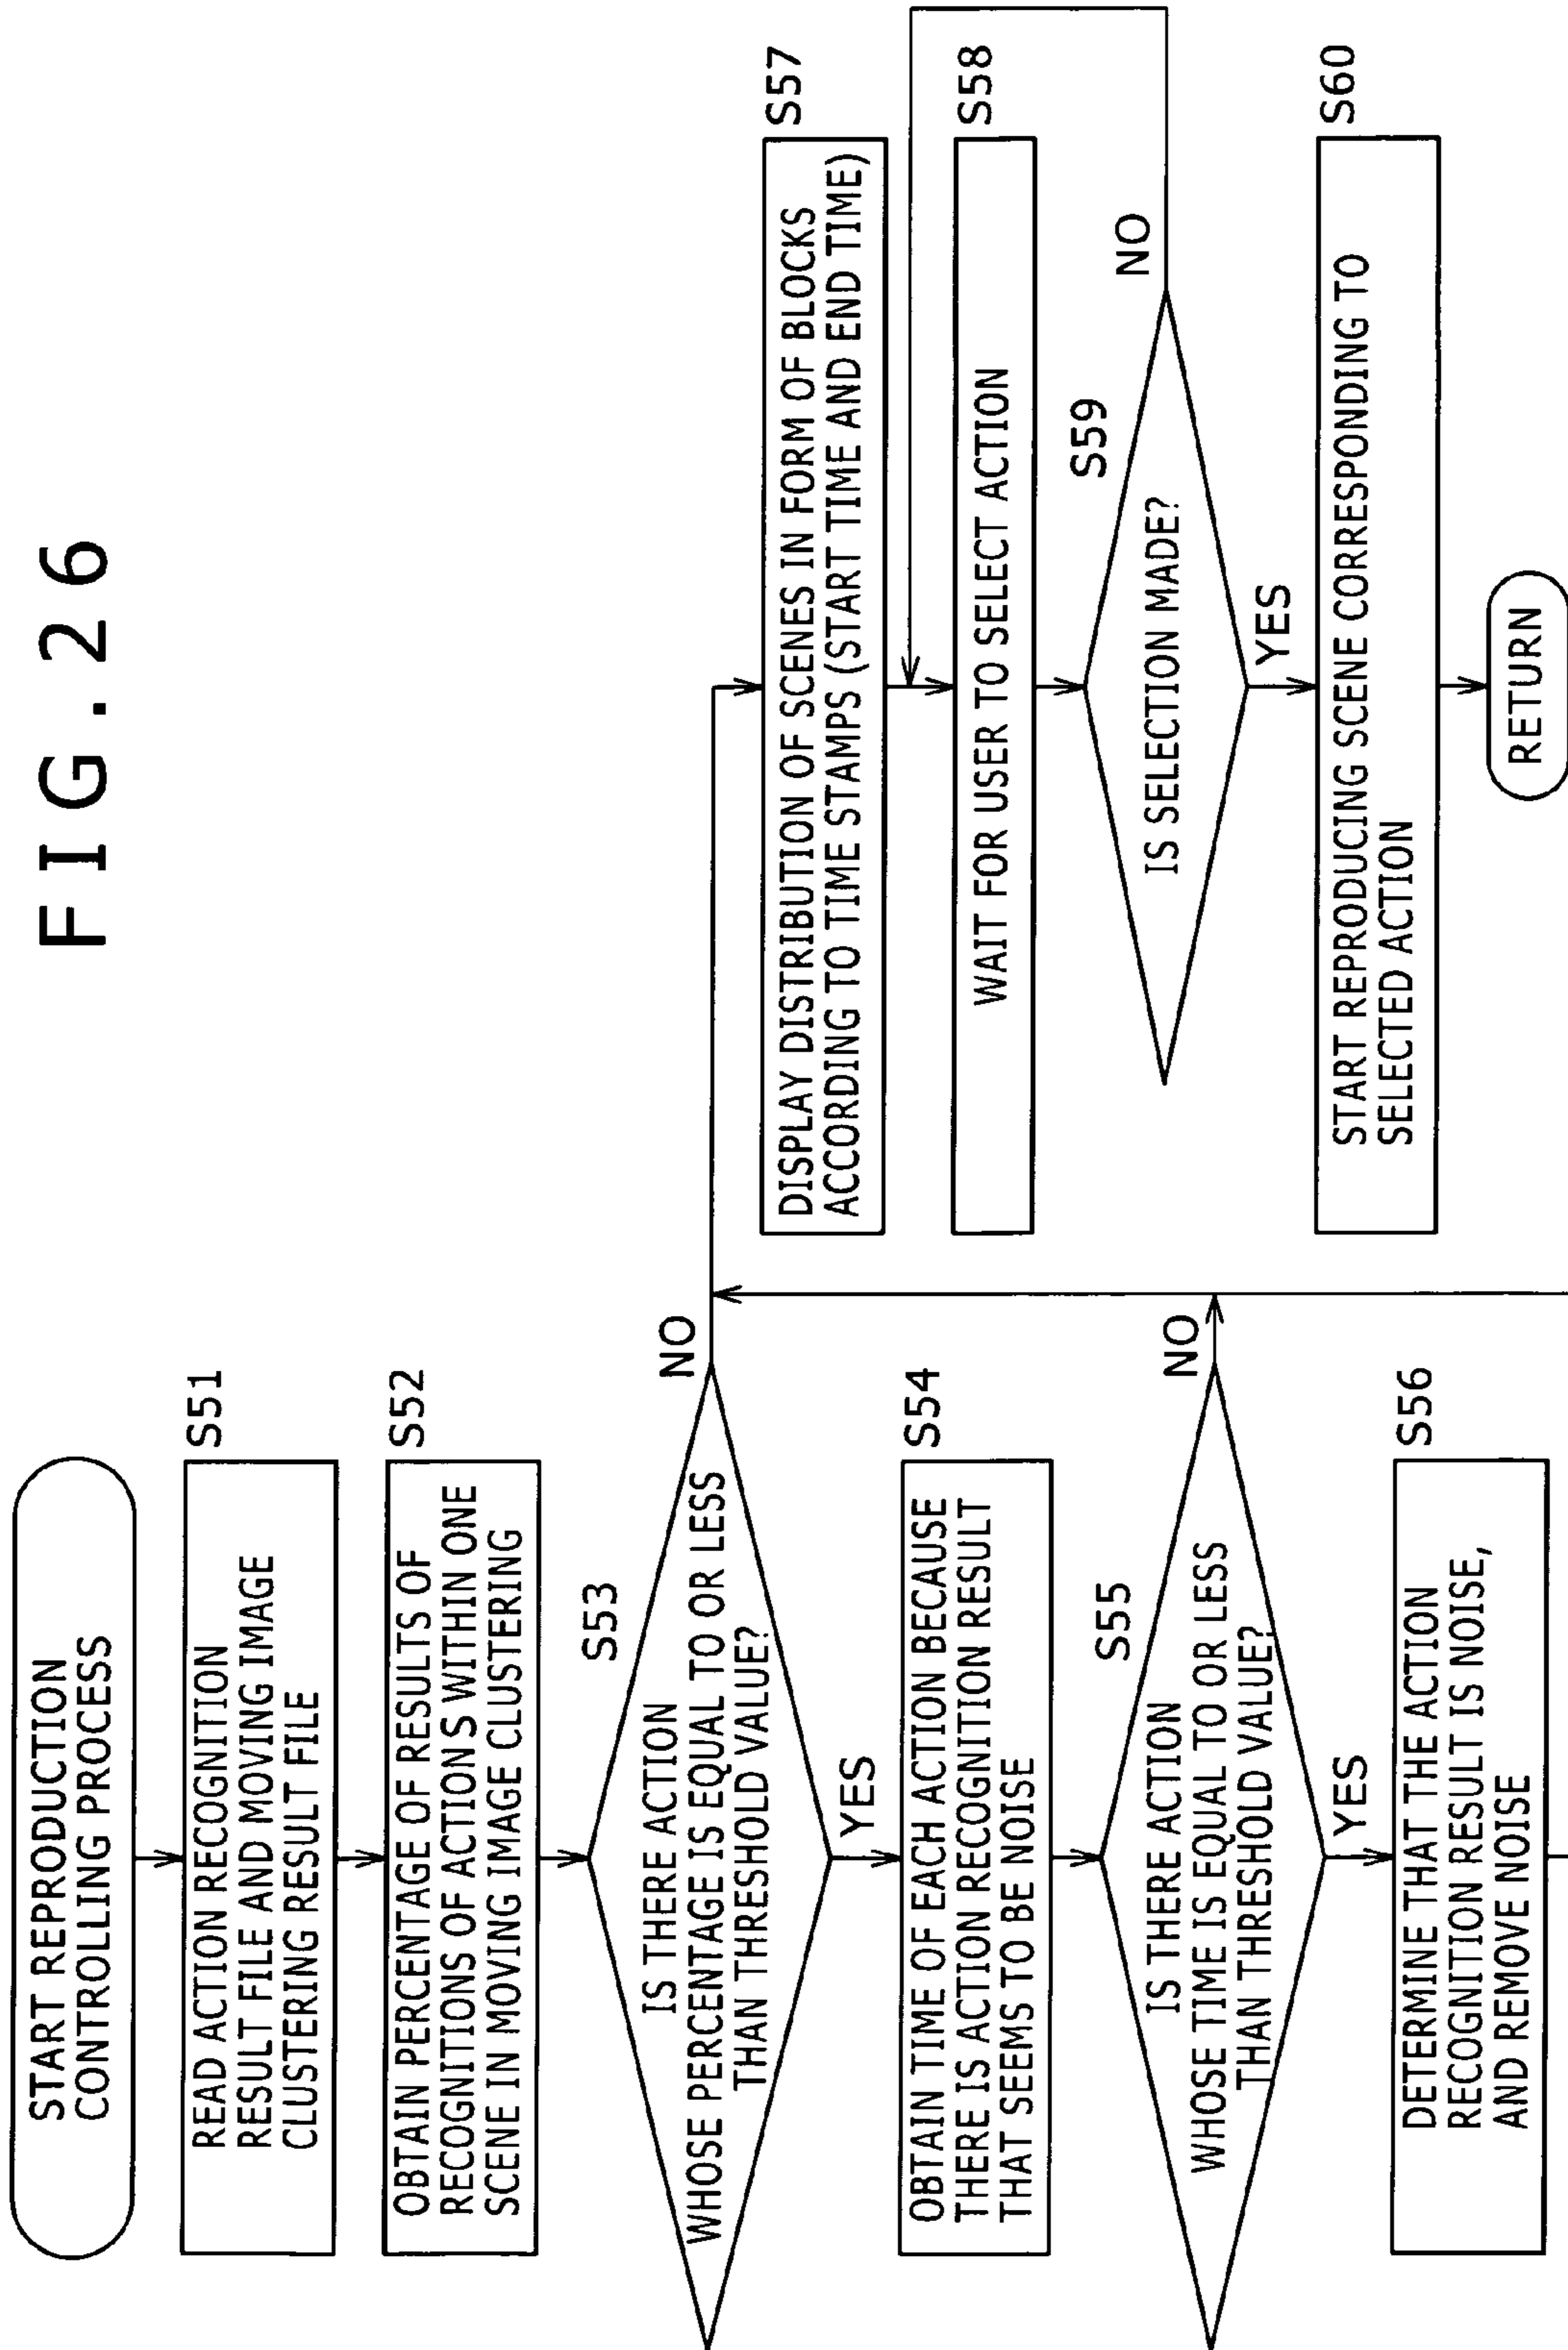 FIG.26
START REPRODUCTION
CONTROLLING PROCESS
S51
READ ACTION RECOGNITION
RESULT FILE AND MOVING IMAGE
CLUSTERING RESULT FILE
S52
OBTAIN PERCENTAGE OF RESULTS OF
RECOGNITIONS OF ACTIONS WITHIN ONE
SCENE IN MOVING IMAGE CLUSTERING
S53
IS THERE ACTION
WHOSE PERCENTAGE IS EQUAL TO OR LESS
THAN THRESHOLD VALUE?
NO
YES
S54
OBTAIN TIME OF EACH ACTION BECAUSE
THERE IS ACTION RECOGNITION RESULT
THAT SEEMS TO BE NOISE
S55
IS THERE ACTION
WHOSE TIME IS EQUAL TO OR LESS
THAN THRESHOLD VALUE?
NO
YES
S56
DETERMINE THAT THE ACTION
RECOGNITION RESULT IS NOISE,
AND REMOVE NOISE
S57
DISPLAY DISTRIBUTION OF SCENES IN FORM OF BLOCKS
ACCORDING TO TIME STAMPS (START TIME AND END TIME)
S58
WAIT FOR USER TO SELECT ACTION
S59
IS SELECTION MADE?
NO
YES
S60
START REPRODUCING SCENE CORRESPONDING TO
SELECTED ACTION
RETURN